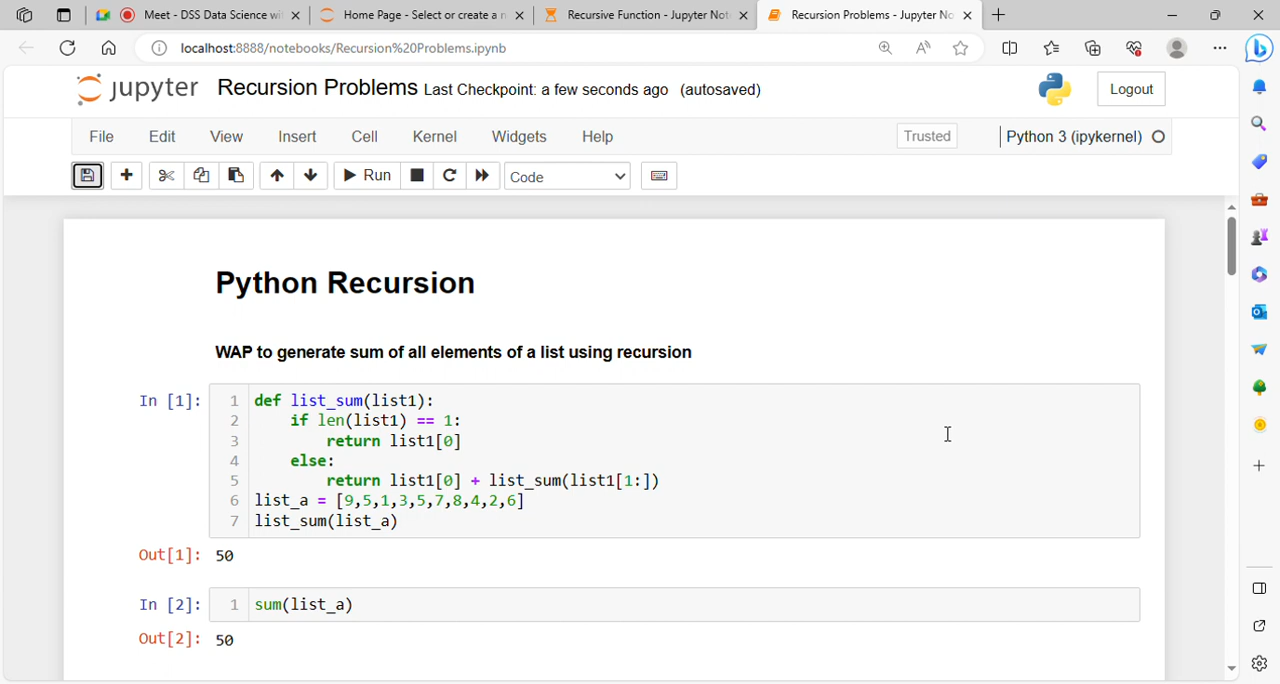 Meet - DSS Data Science wi
Home Page - Select or create a n
Recursive Function - Jupyter Not
Recursion Problems - Jupyter No
localhost:8888/notebooks/Recursion%20Problems.ipynb
jupyter Recursion Problems Last Checkpoint: a few seconds ago (autosaved)
Logout
File Edit View Insert Cell Kernel Widgets Help
Trusted
Python 3 (ipykernel)
Run
Code
Python Recursion
WAP to generate sum of all elements of a list using recursion
In [1]:
1 def list_sum(list1):
2 if len(list1) == 1:
3 return list1[0]
4 else:
5 return list1[0] + list_sum(list1[1:])
6 list_a = [9,5,1,3,5,7,8,4,2,6]
7 list_sum(list_a)
Out[1]: 50
In [2]: 1 sum(list_a)
Out[2]: 50